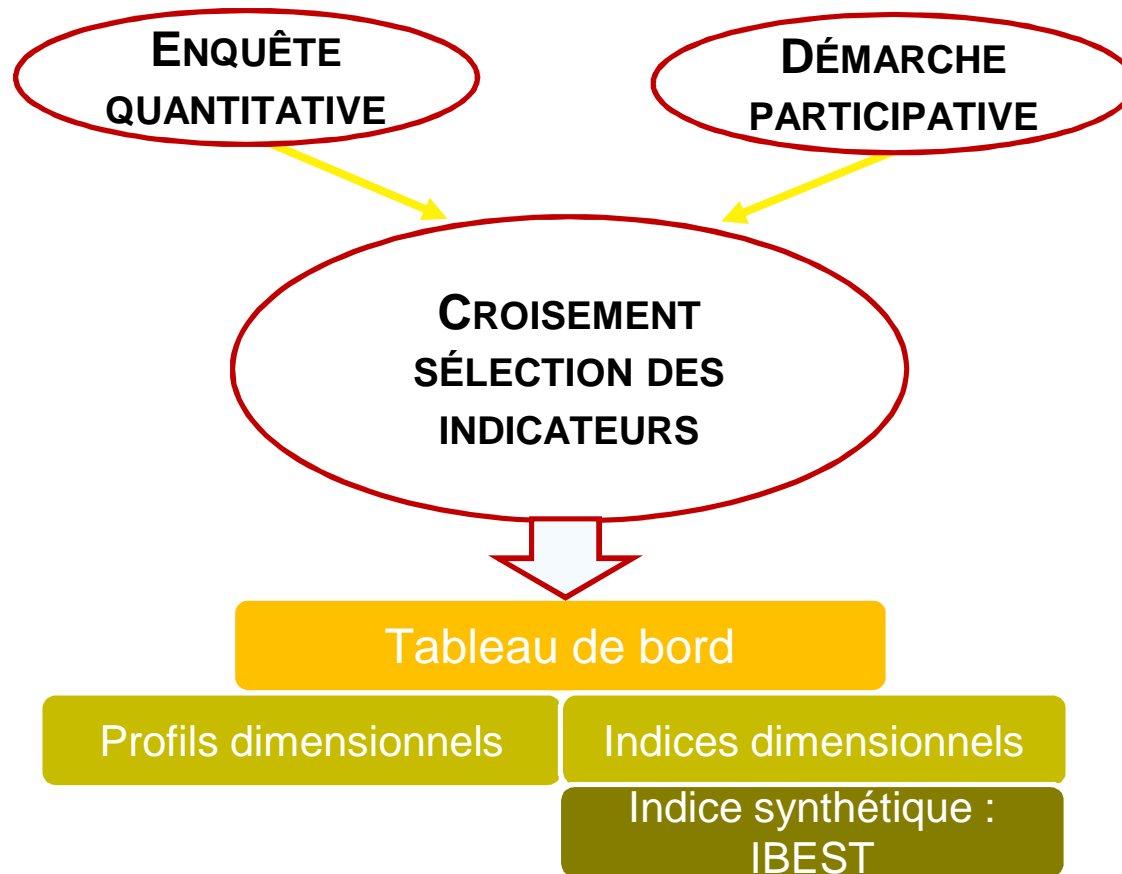 ENQUÊTE
QUANTITATIVE
DÉMARCHE
PARTICIPATIVE
CROISEMENT
SÉLECTION DES
INDICATEURS
Tableau de bord
Profils dimensionnels
Indices dimensionnels
Indice synthétique :
IBEST